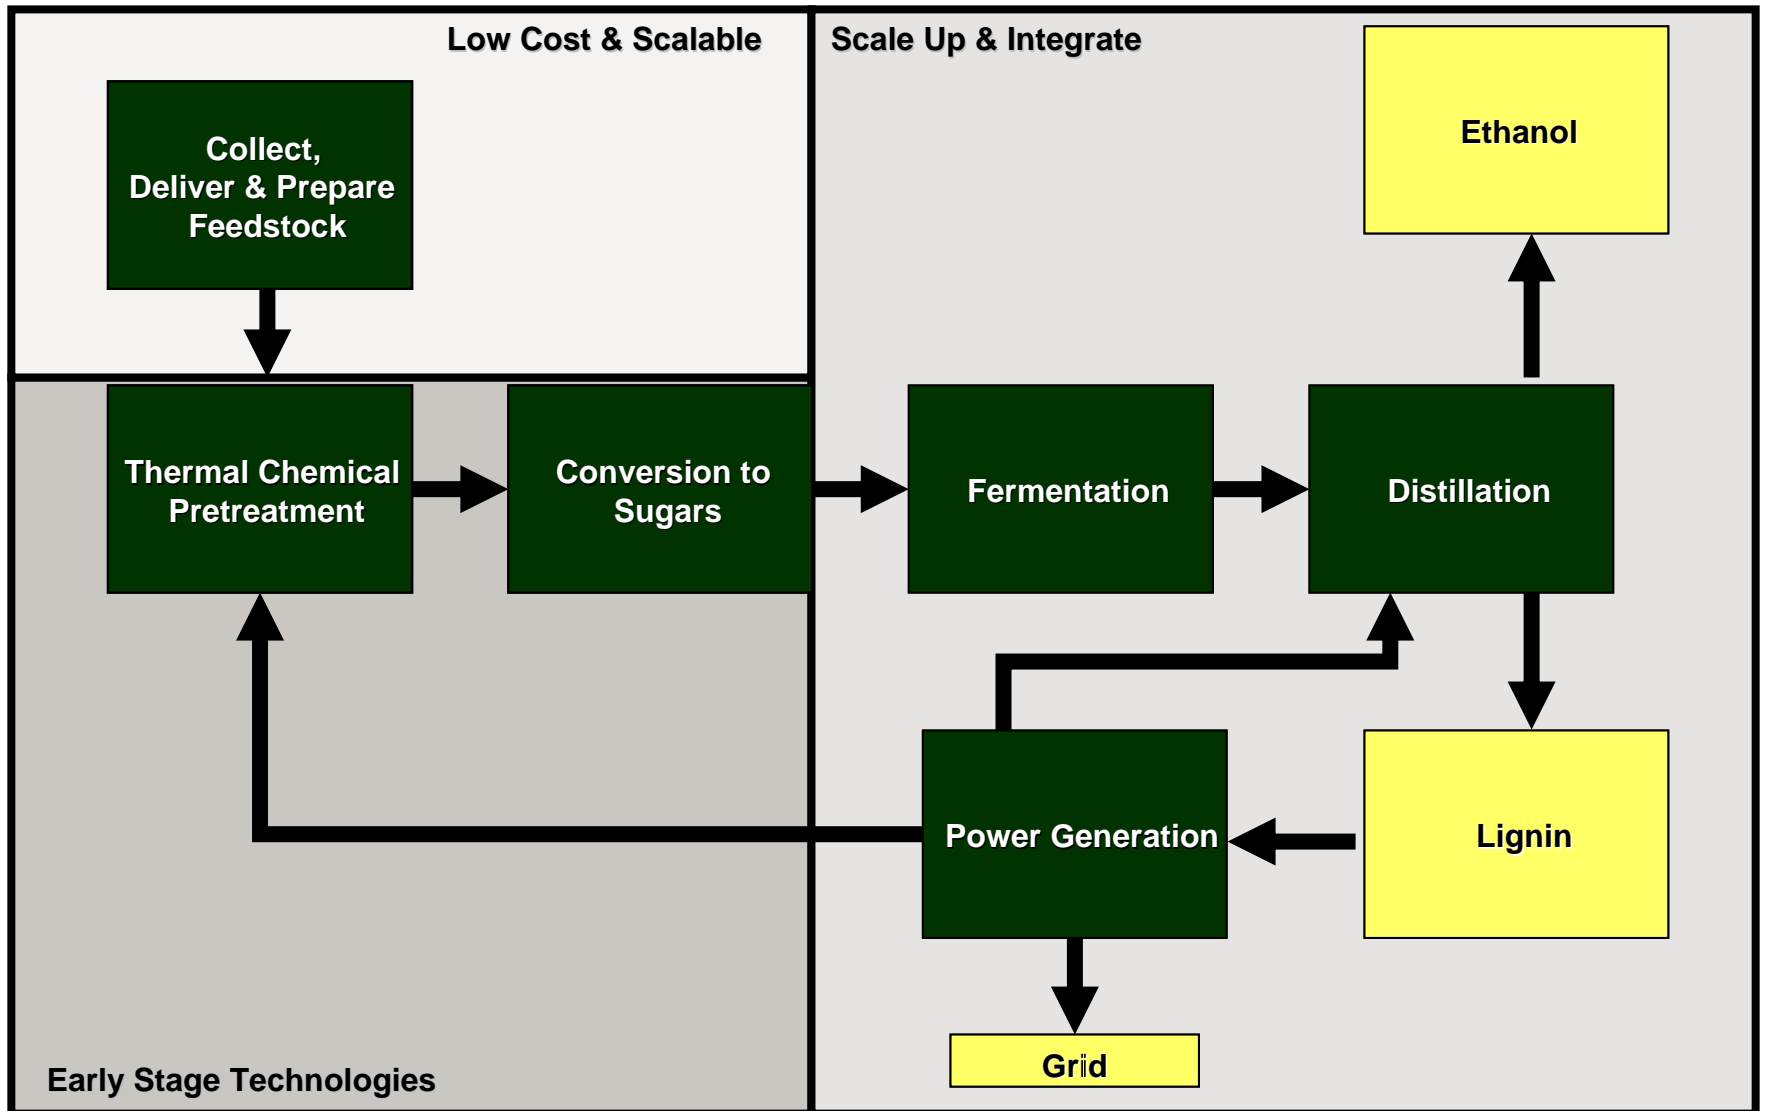 Low Cost & Scalable
Scale Up & Integrate
Collect,
Deliver & Prepare
Feedstock
Ethanol
Thermal Chemical
Pretreatment
Conversion to
Sugars
Fermentation
Distillation
Power Generation
Lignin
Grid
Early Stage Technologies